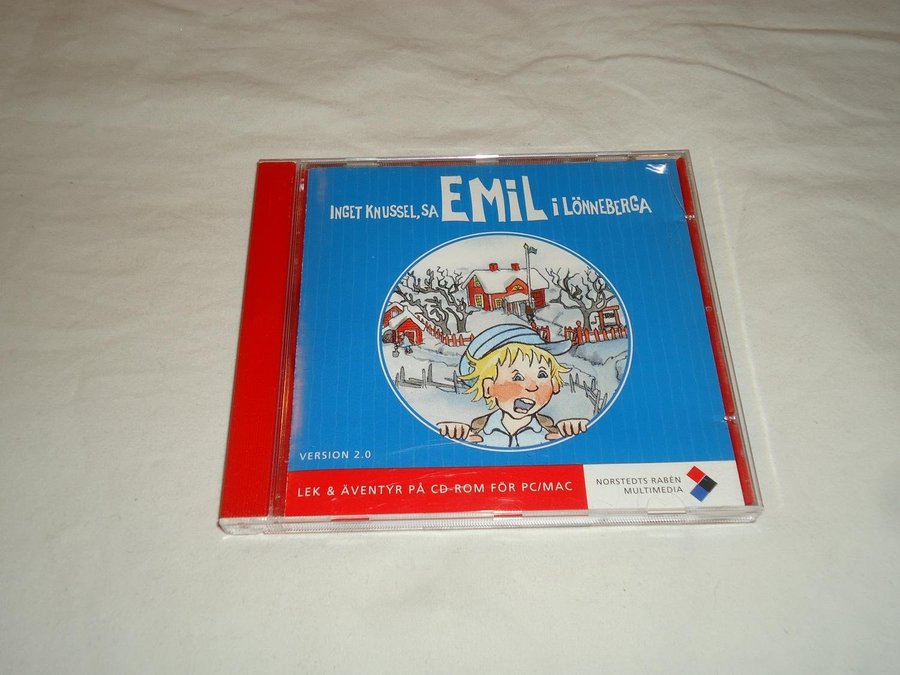 INGET KNUSSEL, SA EMiL i LÖNNEBERGA
VERSION 2.0
LEK & ÄVENTYR PÅ CD-ROM FÖR PC/MAC
NORSTEDTS RABÉN
MULTIMEDIA